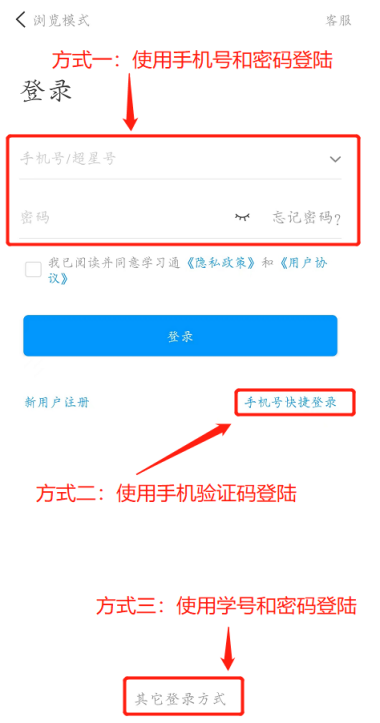 浏览模式 客服
方式一：使用手机号和密码登陆
登录
手机号/超星号
密码 忘记密码?
我已阅读并同意学习通《隐私政策》和《用户协
议》
登录
新用户注册 手机号快捷登录
方式二：使用手机验证码登陆
方式三：使用学号和密码登陆
其它登录方式